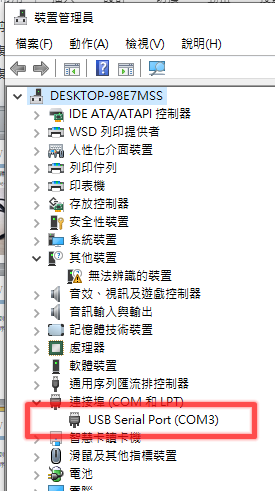 裝置管理員
檔案(F) 動作(A) 檢視(V) 說明(H)
DESKTOP-98E7MSS
IDE ATA/ATAPI 控制器
WSD 列印提供者
人性化介面裝置
列印佇列
印表機
存放控制器
安全性裝置
系統裝置
其他裝置
無法辨識的裝置
音效、視訊及遊戲控制器
音訊輸入與輸出
記憶體技術裝置
處理器
軟體裝置
通用序列匯流排控制器
連接埠 (COM 和 LPT)
USB Serial Port (COM3)
智慧卡讀卡機
滑鼠及其他指標裝置
電池
電腦